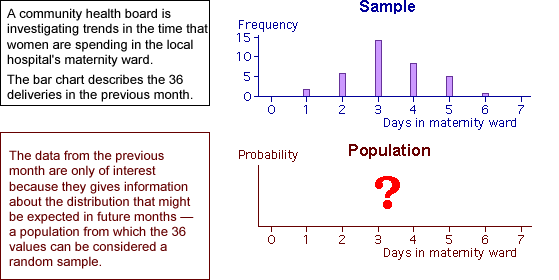 A community health board is
investigating trends in the time that
women are spending in the local
hospital's maternity ward.
The bar chart describes the 36
deliveries in the previous month.
Sample
Frequency
15
10
5
0
0 1 2 3 4 5 6 7
Days in maternity ward
The data from the previous
month are only of interest
because they gives information
about the distribution that might
be expected in future months —
a population from which the 36
values can be considered a
random sample.
Population
Probability
?
0 1 2 3 4 5 6 7
Days in maternity ward